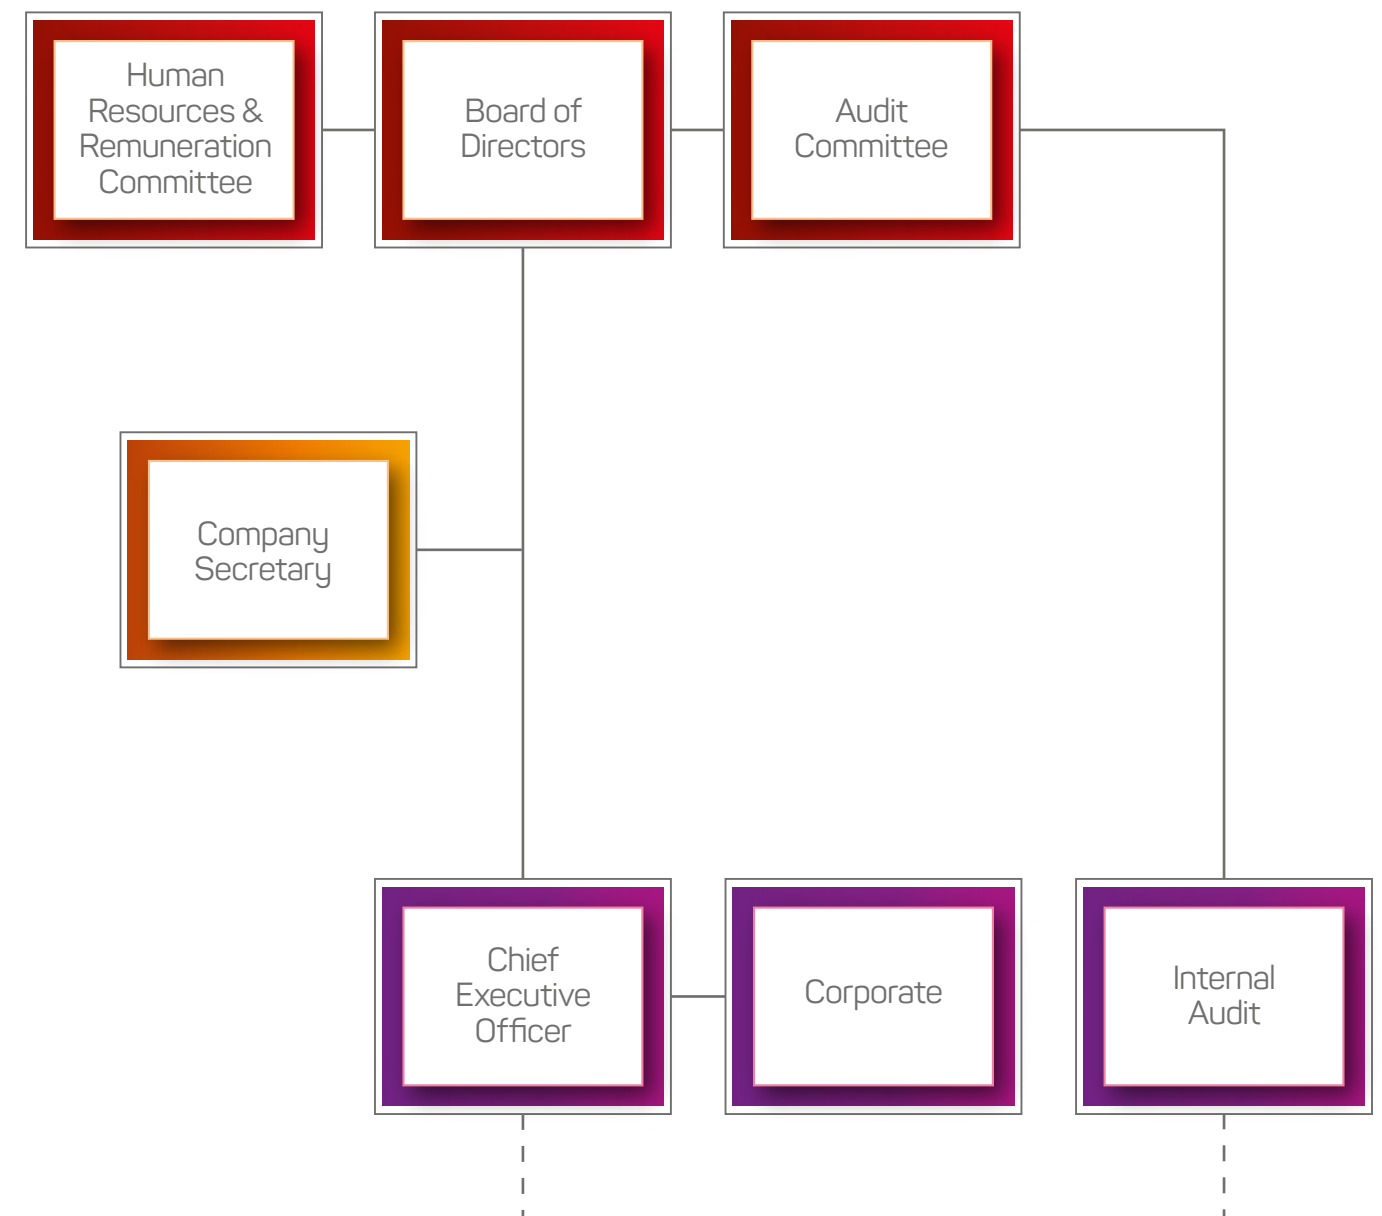 Human
Resources &
Remuneration
Committee
Board of
Directors
Audit
Committee
Company
Secretary
Chief
Executive
Officer
Corporate
Internal
Audit